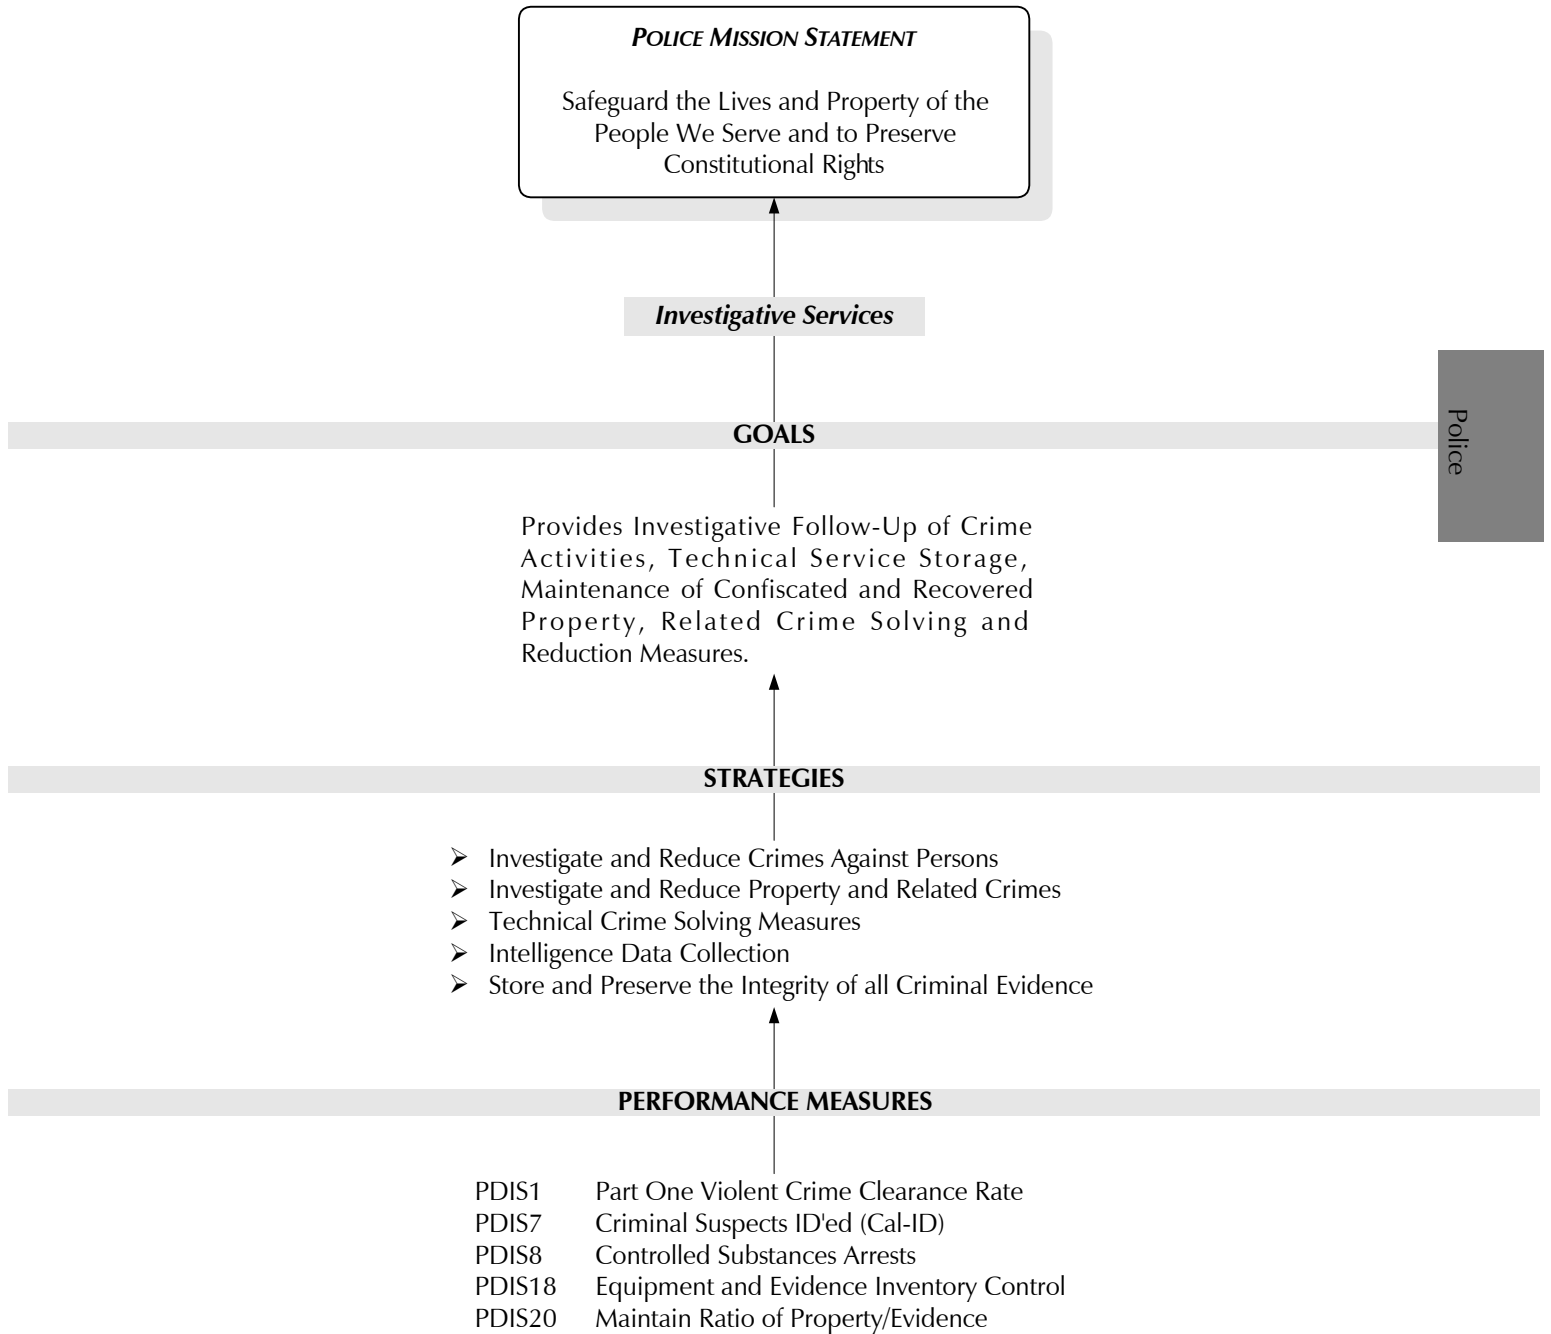 POLICE MISSION STATEMENT
Safeguard the Lives and Property of the
People We Serve and to Preserve
Constitutional Rights
Investigative Services
GOALS
Police
Provides Investigative Follow-Up of Crime
Activities, Technical Service Storage,
Maintenance of Confiscated and Recovered
Property, Related Crime Solving and
Reduction Measures.
STRATEGIES
➢ Investigate and Reduce Crimes Against Persons
➢ Investigate and Reduce Property and Related Crimes
➢ Technical Crime Solving Measures
➢ Intelligence Data Collection
➢ Store and Preserve the Integrity of all Criminal Evidence
PERFORMANCE MEASURES
PDIS1 Part One Violent Crime Clearance Rate
PDIS7 Criminal Suspects ID'ed (Cal-ID)
PDIS8 Controlled Substances Arrests
PDIS18 Equipment and Evidence Inventory Control
PDIS20 Maintain Ratio of Property/Evidence